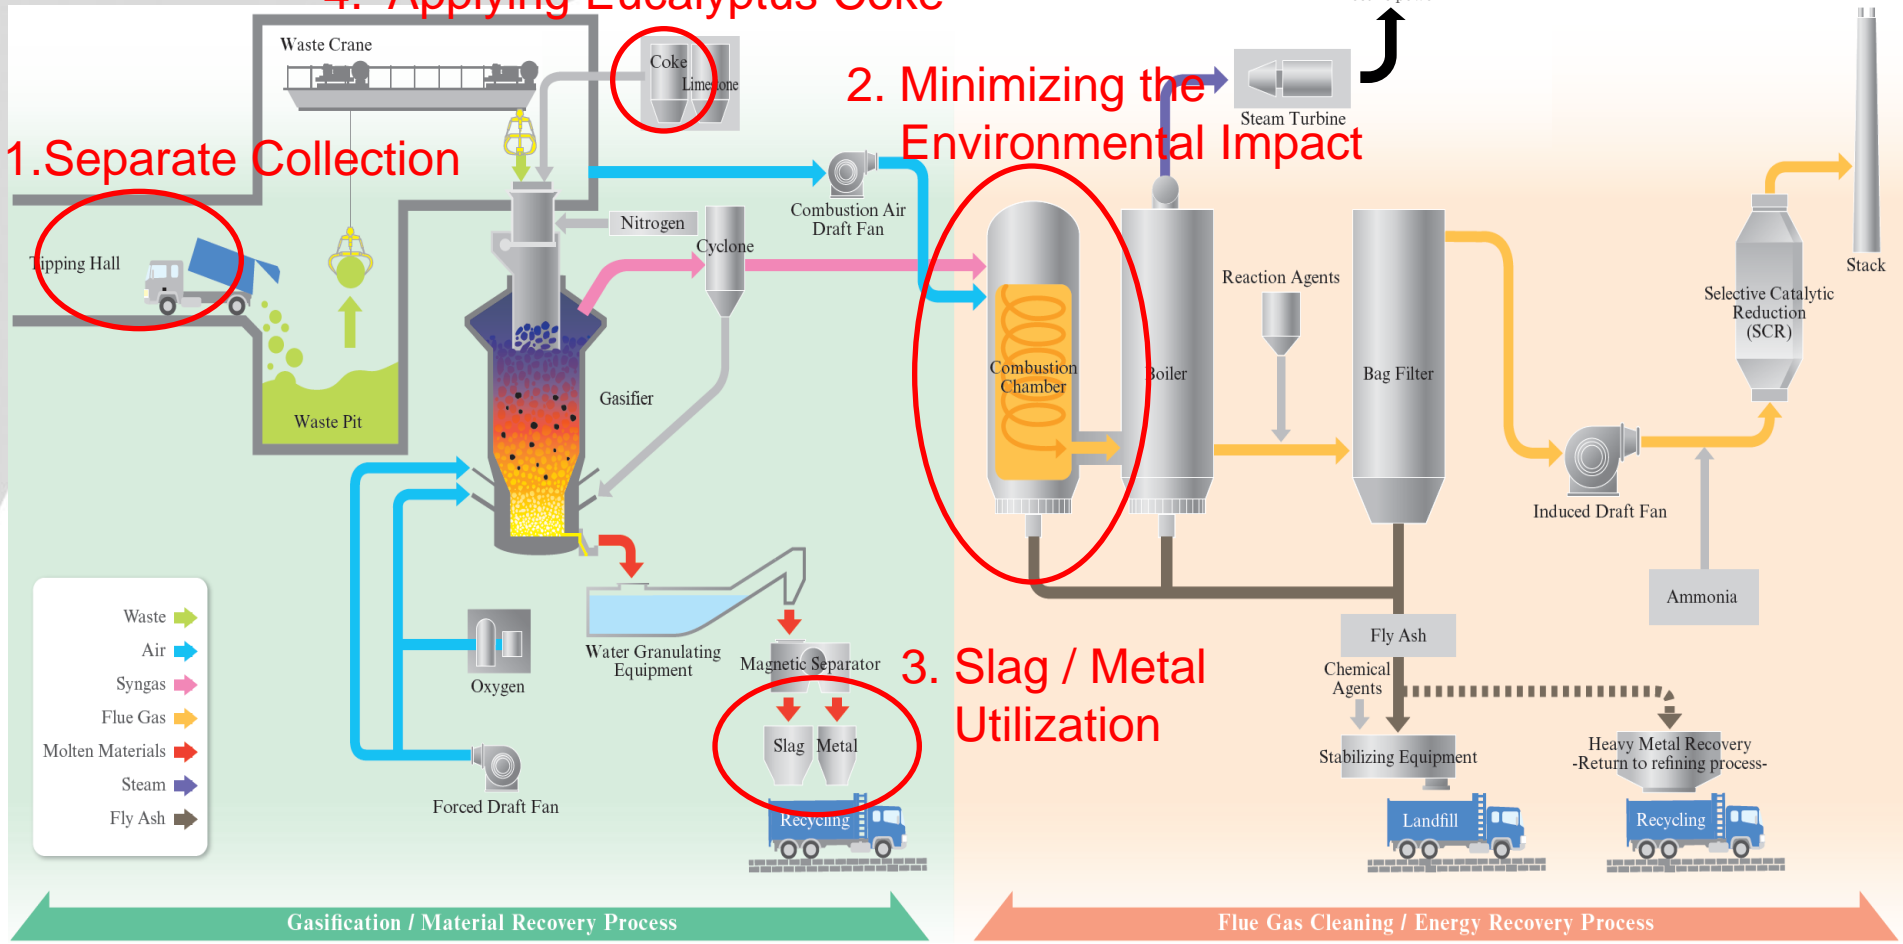 4. Applying Eucalyptus Coke
Waste Crane
Coke
Limestone
2. Minimizing the
Environmental Impact
Steam Turbine
1.Separate Collection
Combustion Air
Draft Fan
Nitrogen
Cyclone
Tipping Hall
Reaction Agents
Stack
Selective Catalytic
Reduction
(SCR)
Combustion
Chamber
Boiler
Bag Filter
Gasifier
Waste Pit
Induced Draft Fan
Ammonia
Waste
Air
Syngas
Flue Gas
Molten Materials
Steam
Fly Ash
Oxygen
Forced Draft Fan
Water Granulating
Equipment
Magnetic Separator
3. Slag / Metal
Utilization
Slag
Metal
Recycling
Fly Ash
Chemical
Agents
Stabilizing Equipment
Heavy Metal Recovery
-Return to refining process-
Landfill
Recycling
Gasification / Material Recovery Process
Flue Gas Cleaning / Energy Recovery Process